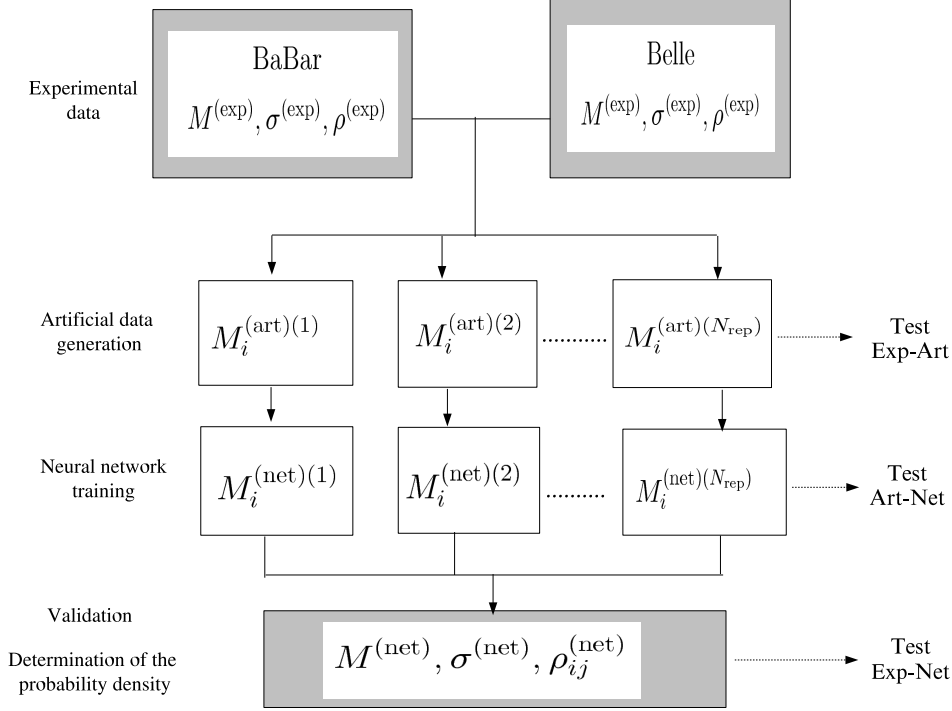 BaBar
Belle
Experimental
data
M^(exp), σ^(exp), ρ^(exp)
M^(exp), σ^(exp), ρ^(exp)
Artificial data
generation
M_i^(art)(1)
M_i^(art)(2)
...........
M_i^(art)(N_rep)
Test
Exp-Art
Neural network
training
M_i^(net)(1)
M_i^(net)(2)
..........
M_i^(net)(N_rep)
Test
Art-Net
Validation
Determination of the
probability density
M^(net), σ^(net), ρ_ij^(net)
Test
Exp-Net